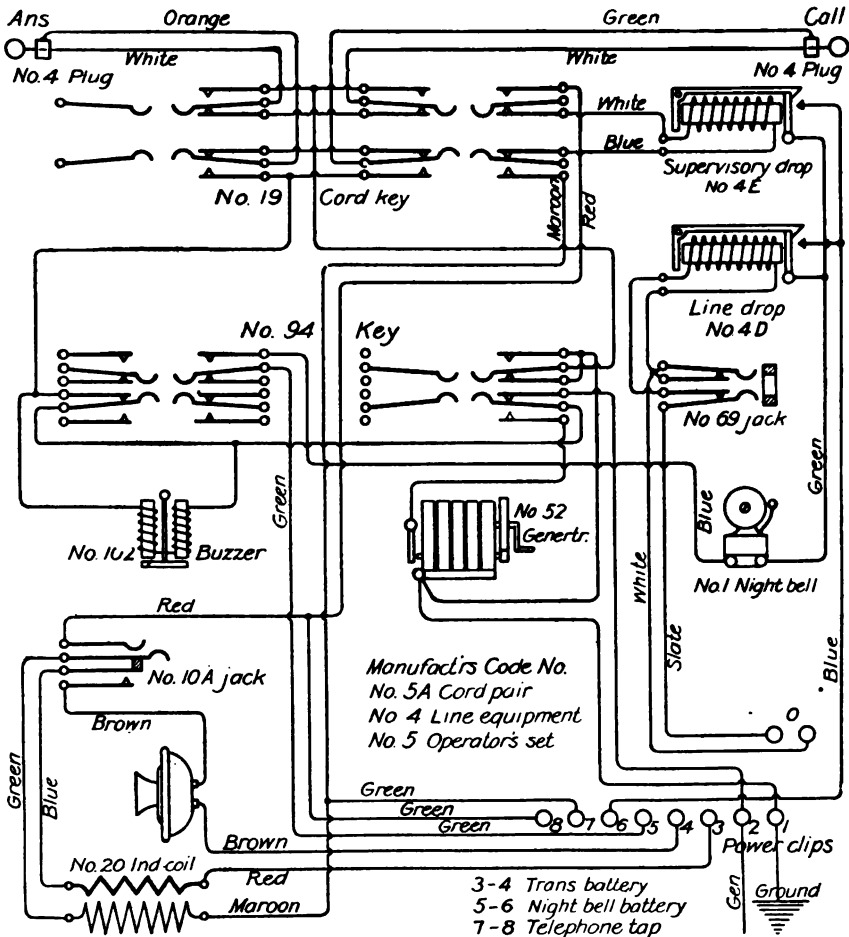 Ans
Orange
Green
Call
White
White
No. 4 Plug
No 4 Plug
White
Blue
Supervisory drop
No 4E
No. 19
Cord key
Maroon
Red
Line drop
No 4D
No. 94
Key
No 69 jack
Green
Blue
Green
No 52
Genertr.
No. 102
Buzzer
White
No.1 Night bell
Red
Slate
Blue
No. 10A jack
Manufact'rs Code No.
No. 5A Cord pair
No 4 Line equipment
No. 5 Operator's set
O
Brown
Green
Blue
Green
Green
Green
8 7 6 5 4 3 2 1
Power clips
Brown
No. 20 Ind-coil
Red
Maroon
3-4 Trans battery
5-6 Night bell battery
7-8 Telephone tap
Gen
Ground